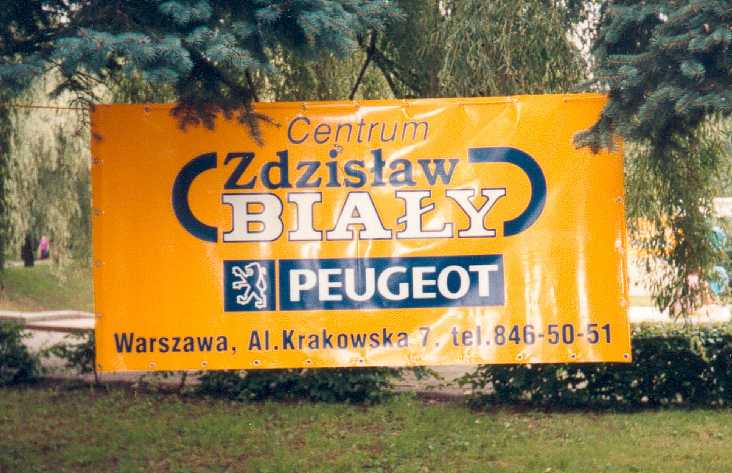 Centrum
Zdzisław
BIAŁY
PEUGEOT
Warszawa, Al.Krakowska 7. tel.846-50-51